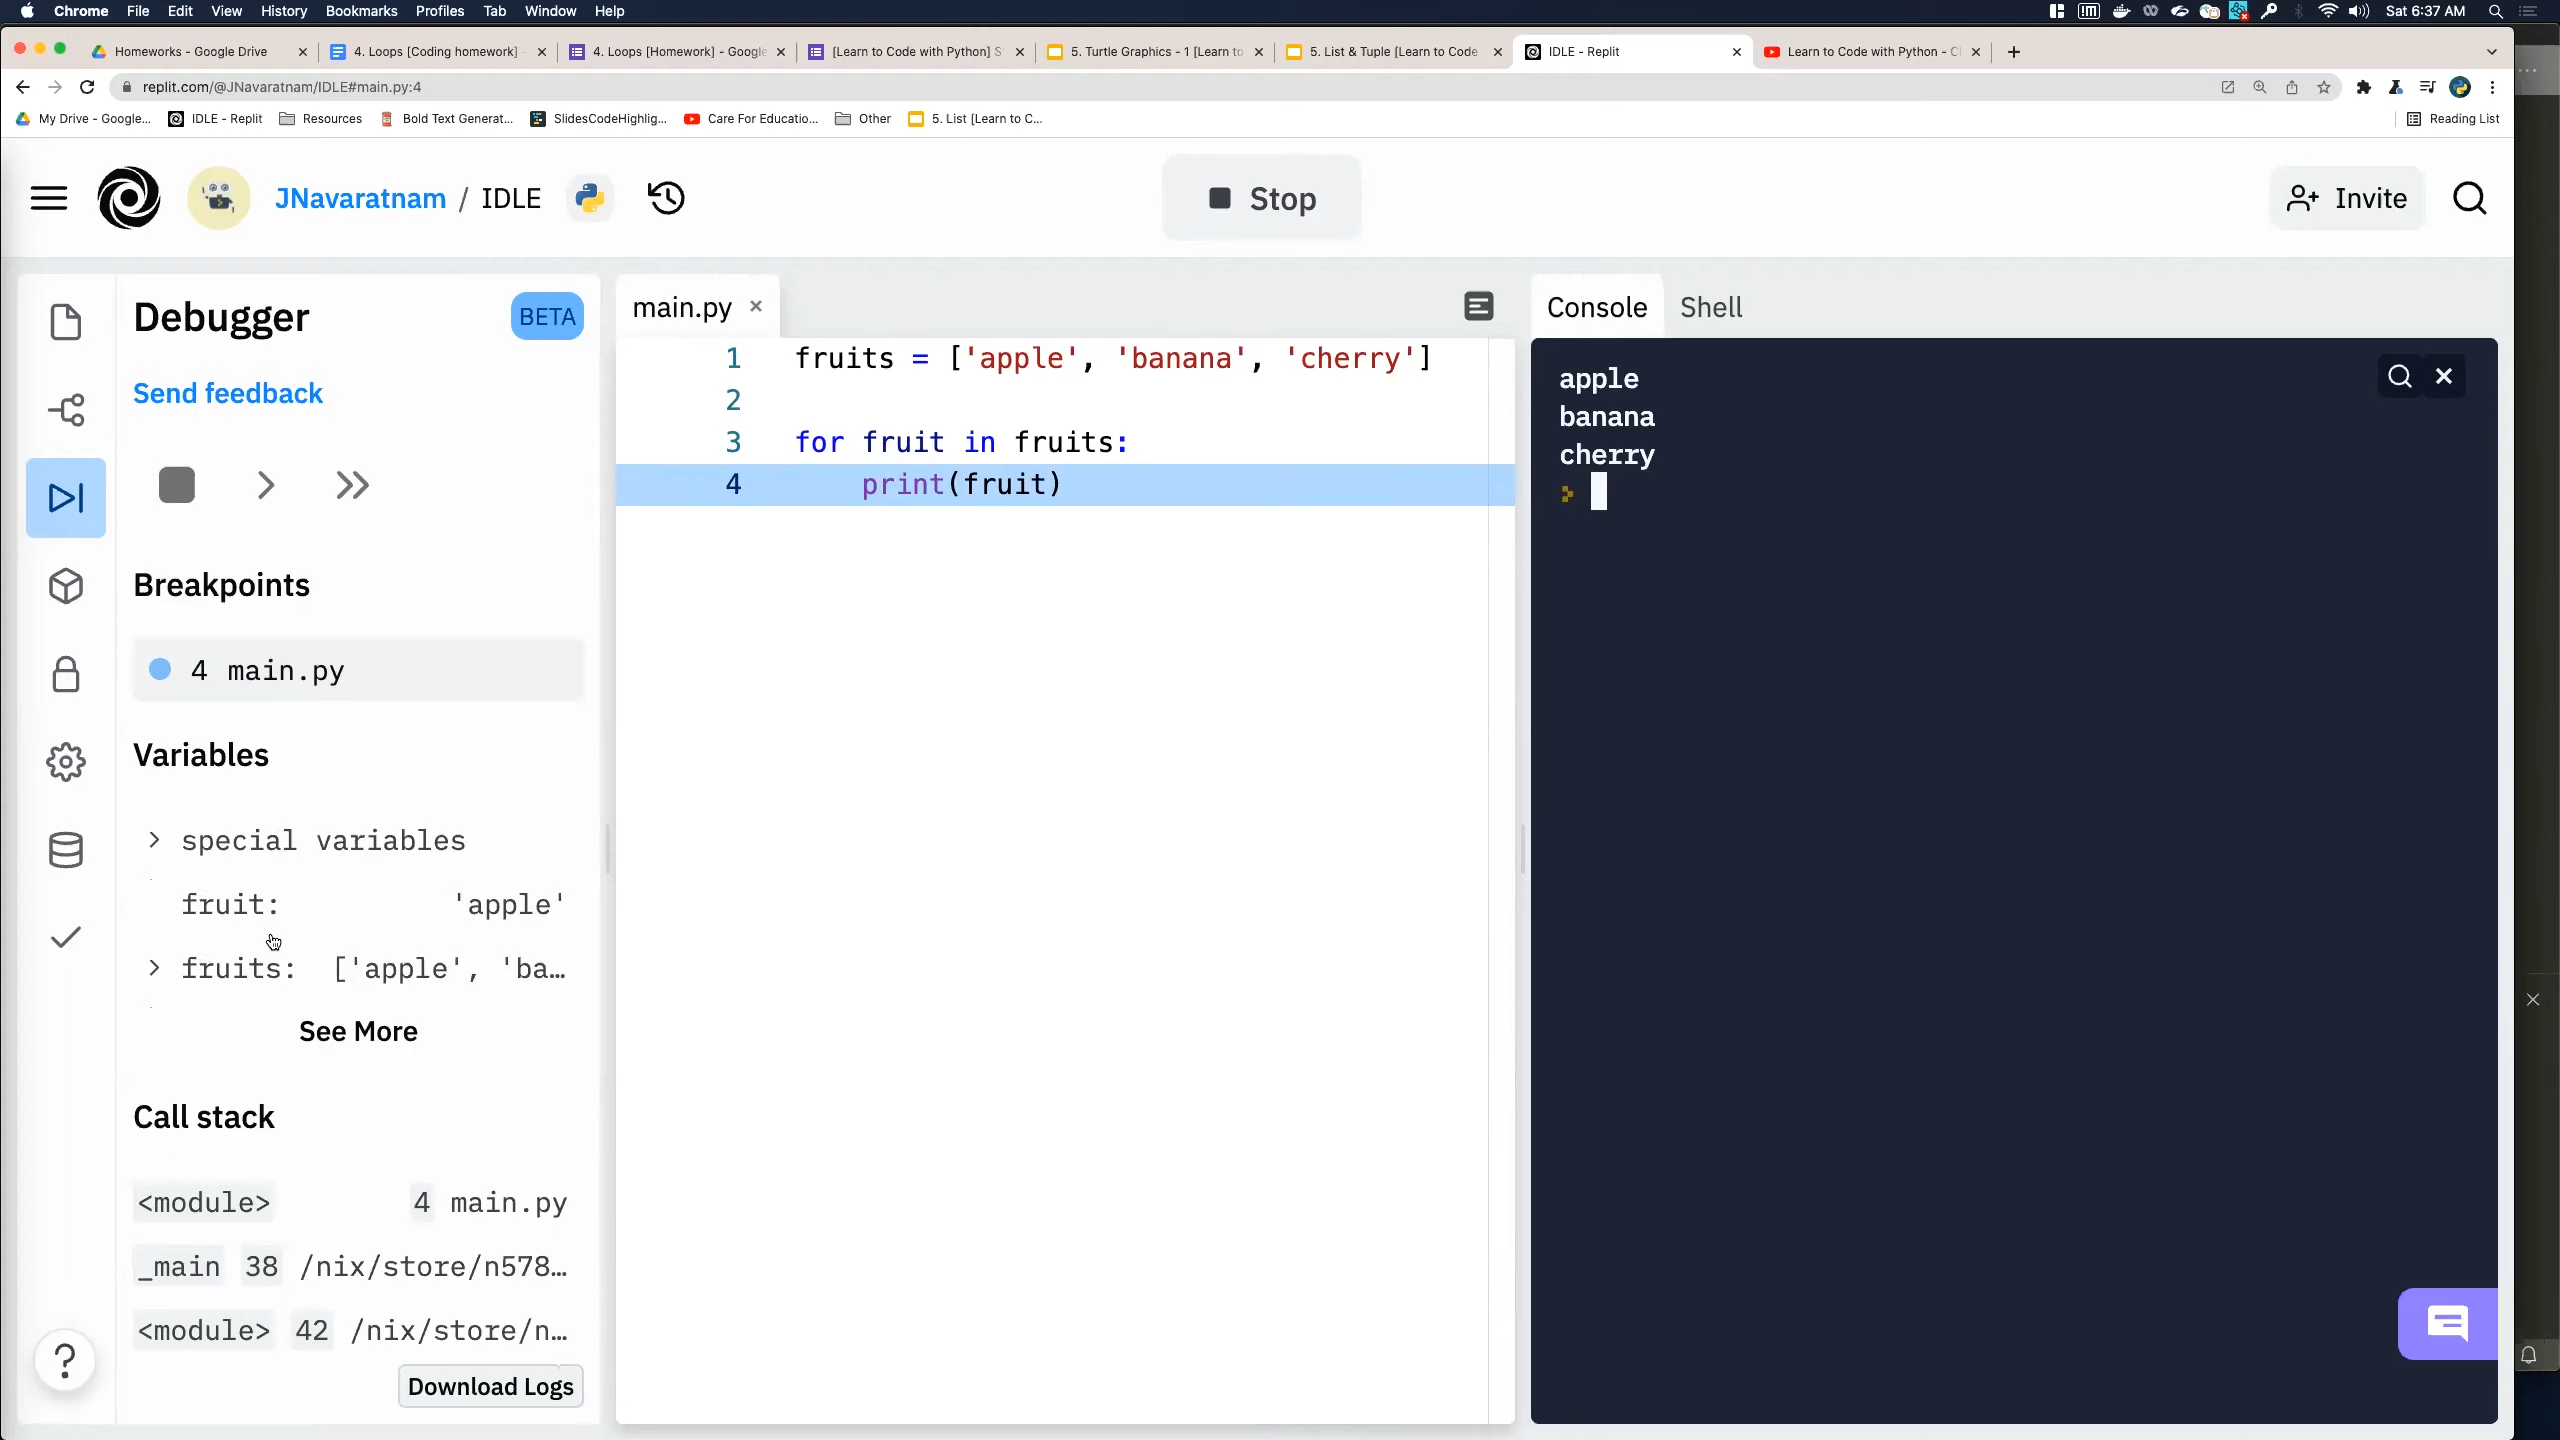 Chrome File Edit View History Bookmarks Profiles Tab Window Help
Sat 6:37 AM
Homeworks - Google Drive
4. Loops [Coding homework] -
4. Loops [Homework] - Google
[Learn to Code with Python] S
5. Turtle Graphics - 1 [Learn to
5. List & Tuple [Learn to Code
IDLE - Replit
Learn to Code with Python - Cl
replit.com/@JNavaratnam/IDLE#main.py:4
My Drive - Google...
IDLE - Replit
Resources
Bold Text Generat...
SlidesCodeHighlig...
Care For Educatio...
Other
5. List [Learn to C...
Reading List
JNavaratnam / IDLE
Stop
Invite
Debugger
BETA
Send feedback
Breakpoints
4 main.py
Variables
special variables
fruit: 'apple'
fruits: ['apple', 'ba...
See More
Call stack
<module> 4 main.py
_main 38 /nix/store/n578...
<module> 42 /nix/store/n...
Download Logs
?
main.py
1 fruits = ['apple', 'banana', 'cherry']
2
3 for fruit in fruits:
4 print(fruit)
Console Shell
apple
banana
cherry